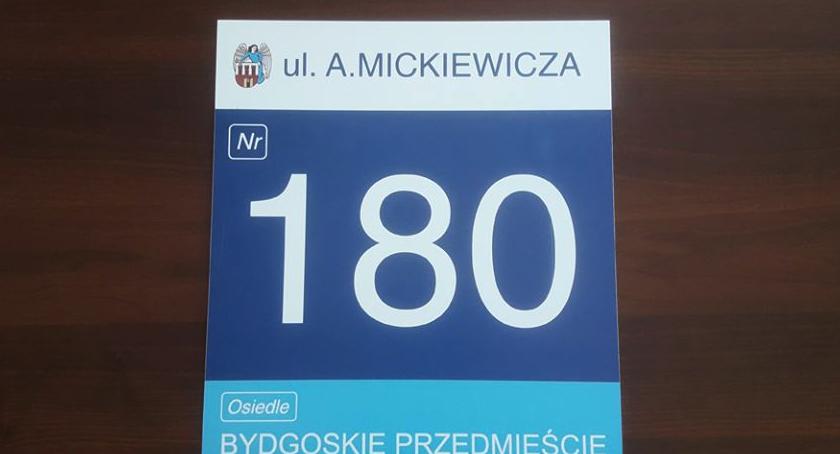 ul. A.MICKIEWICZA
Nr
180
Osiedle
BYDGOSKIE PRZEDMIEŚCIE